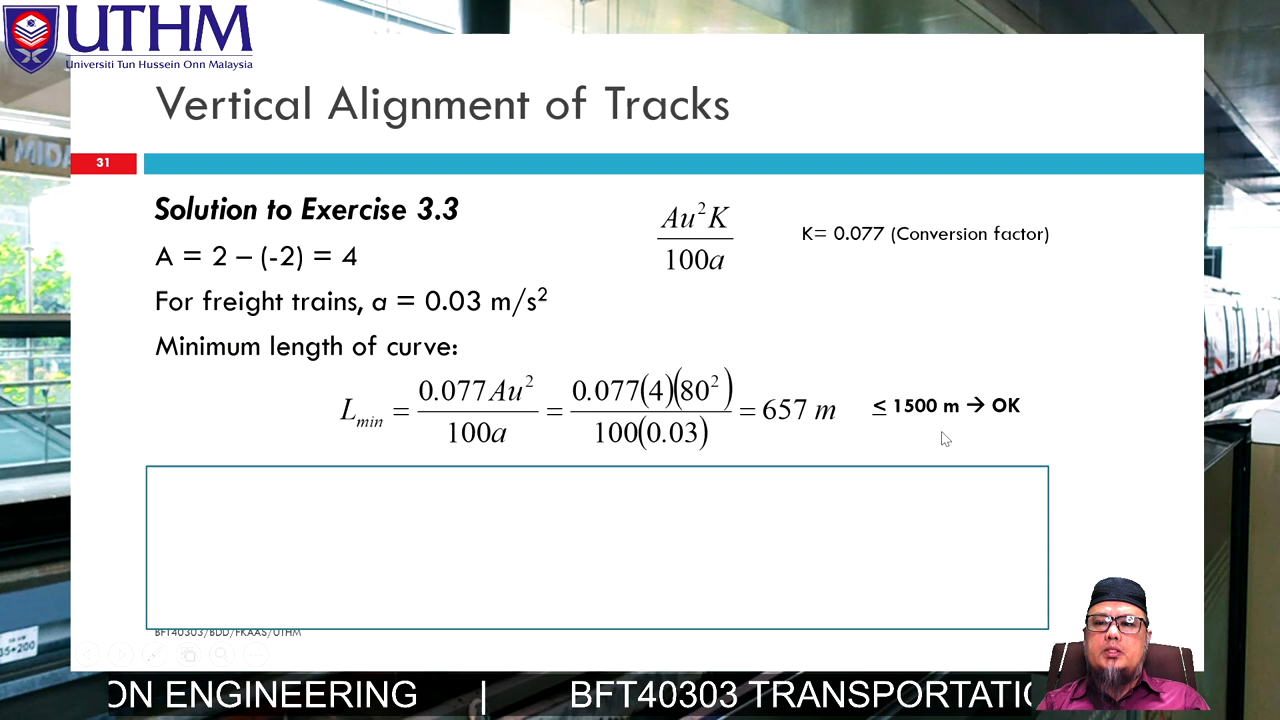 UTHM
Universiti Tun Hussein Onn Malaysia
Vertical Alignment of Tracks
31
Solution to Exercise 3.3
Au²K
100a
K= 0.077 (Conversion factor)
A = 2 – (-2) = 4
For freight trains, a = 0.03 m/s²
Minimum length of curve:
L_min = 0.077Au² / 100a = 0.077(4)(80²) / 100(0.03) = 657 m
≤ 1500 m → OK
BFT40303/BDD/FKAAS/UTHM
ON ENGINEERING | BFT40303 TRANSPORTATIO